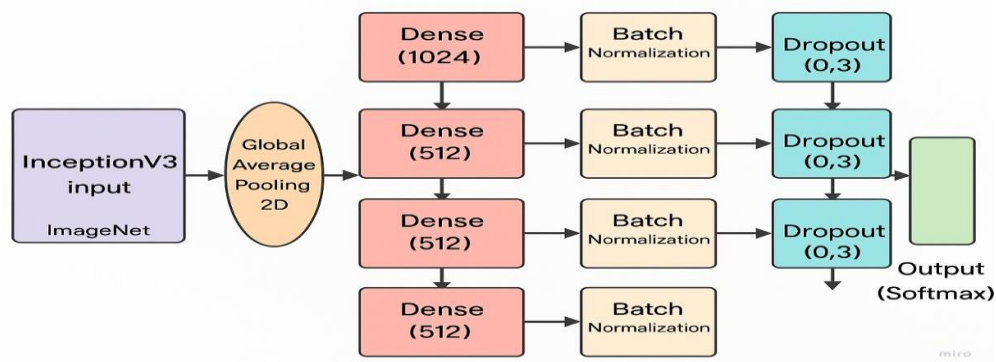 InceptionV3
input
ImageNet
Global
Average
Pooling
2D
Dense
(1024)
Batch
Normalization
Dropout
(0,3)
Dense
(512)
Batch
Normalization
Dropout
(0,3)
Dense
(512)
Batch
Normalization
Dropout
(0,3)
Dense
(512)
Batch
Normalization
Output
(Softmax)
miro